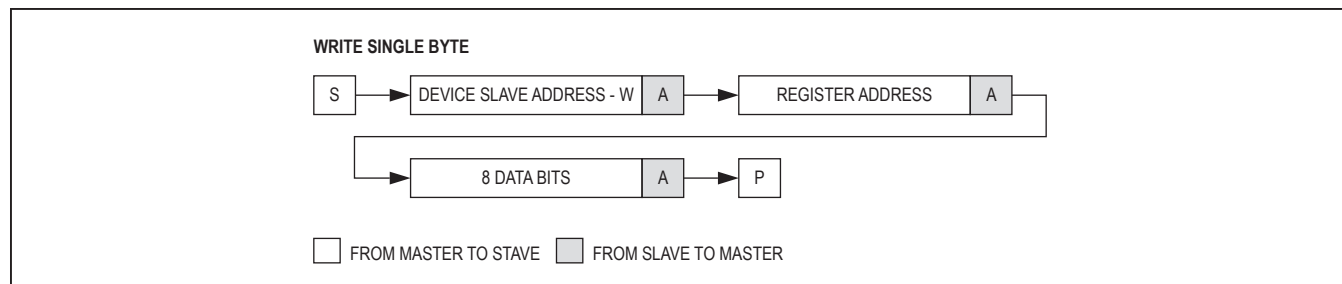 WRITE SINGLE BYTE
S DEVICE SLAVE ADDRESS - W A REGISTER ADDRESS A
8 DATA BITS A P
FROM MASTER TO STAVE FROM SLAVE TO MASTER